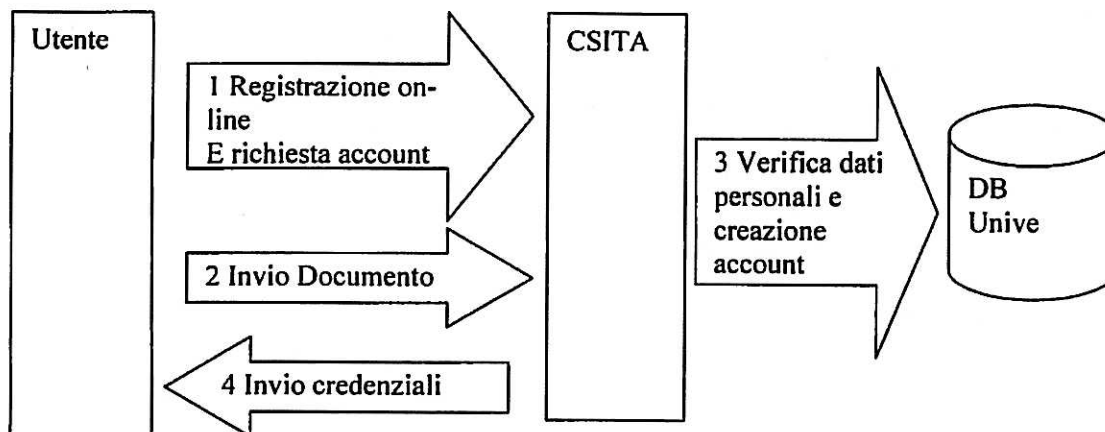 Utente
1 Registrazione on-
line
E richiesta account
2 Invio Documento
4 Invio credenziali
CSITA
3 Verifica dati
personali e
creazione
account
DB
Unive